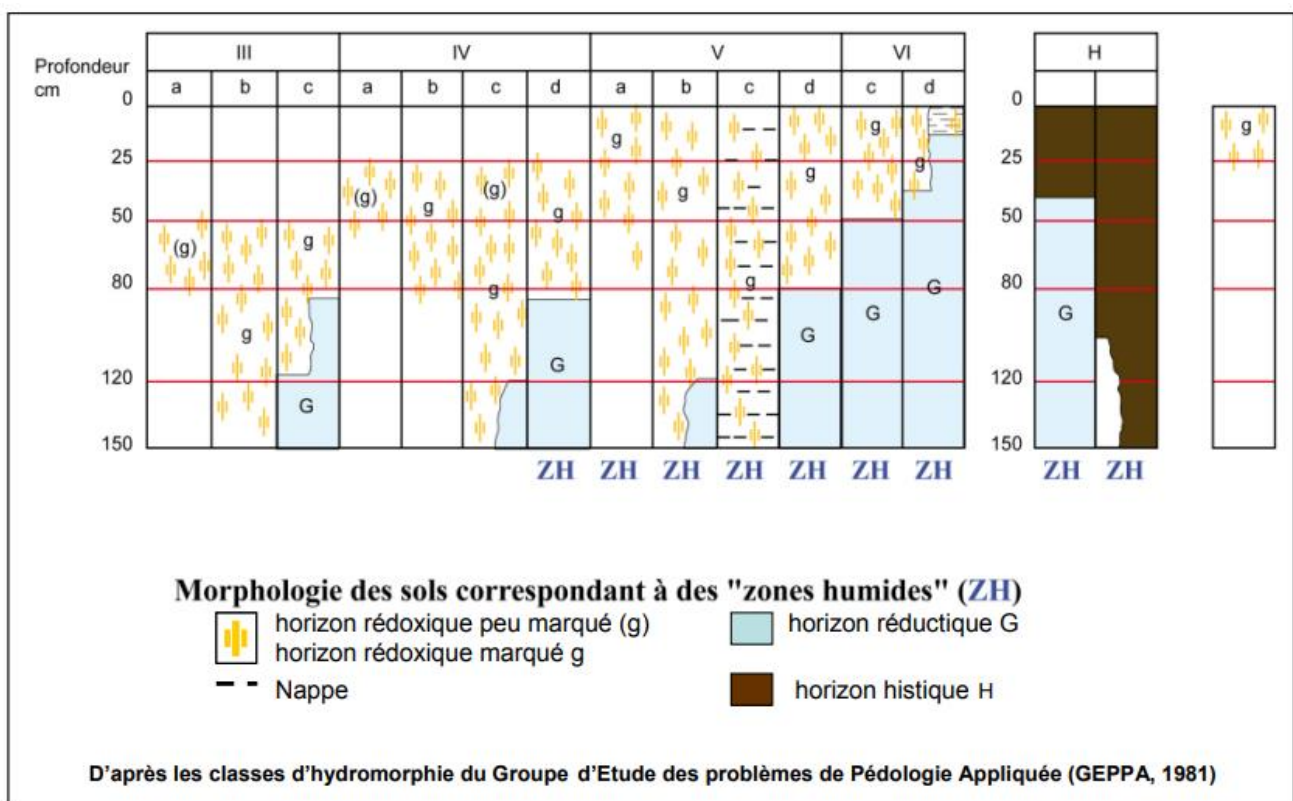 III IV V VI H
Profondeur
cm
a b c a b c d a b c d c d
0 0
g g g g
g
25 25
(g) g (g) g g g g
50 50
(g) g g
80 80
g g G
g G G G G
G
120 120
G
150 150
ZH ZH ZH ZH ZH ZH ZH ZH ZH
Morphologie des sols correspondant à des "zones humides" (ZH)
horizon rédoxique peu marqué (g) horizon réductique G
horizon rédoxique marqué g
Nappe horizon histique H
D'après les classes d'hydromorphie du Groupe d'Etude des problèmes de Pédologie Appliquée (GEPPA, 1981)